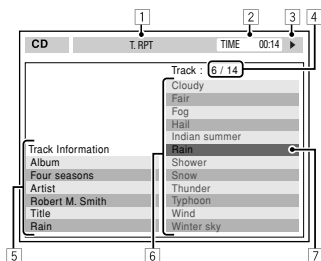 1 2 3 4
CD T. RPT TIME 00:14
Track : 6 / 14
Cloudy
Fair
Fog
Hail
Indian summer
Track Information Rain
Album Shower
Four seasons Snow
Artist Thunder
Robert M. Smith Typhoon
Title Wind
Rain Winter sky
5 6 7